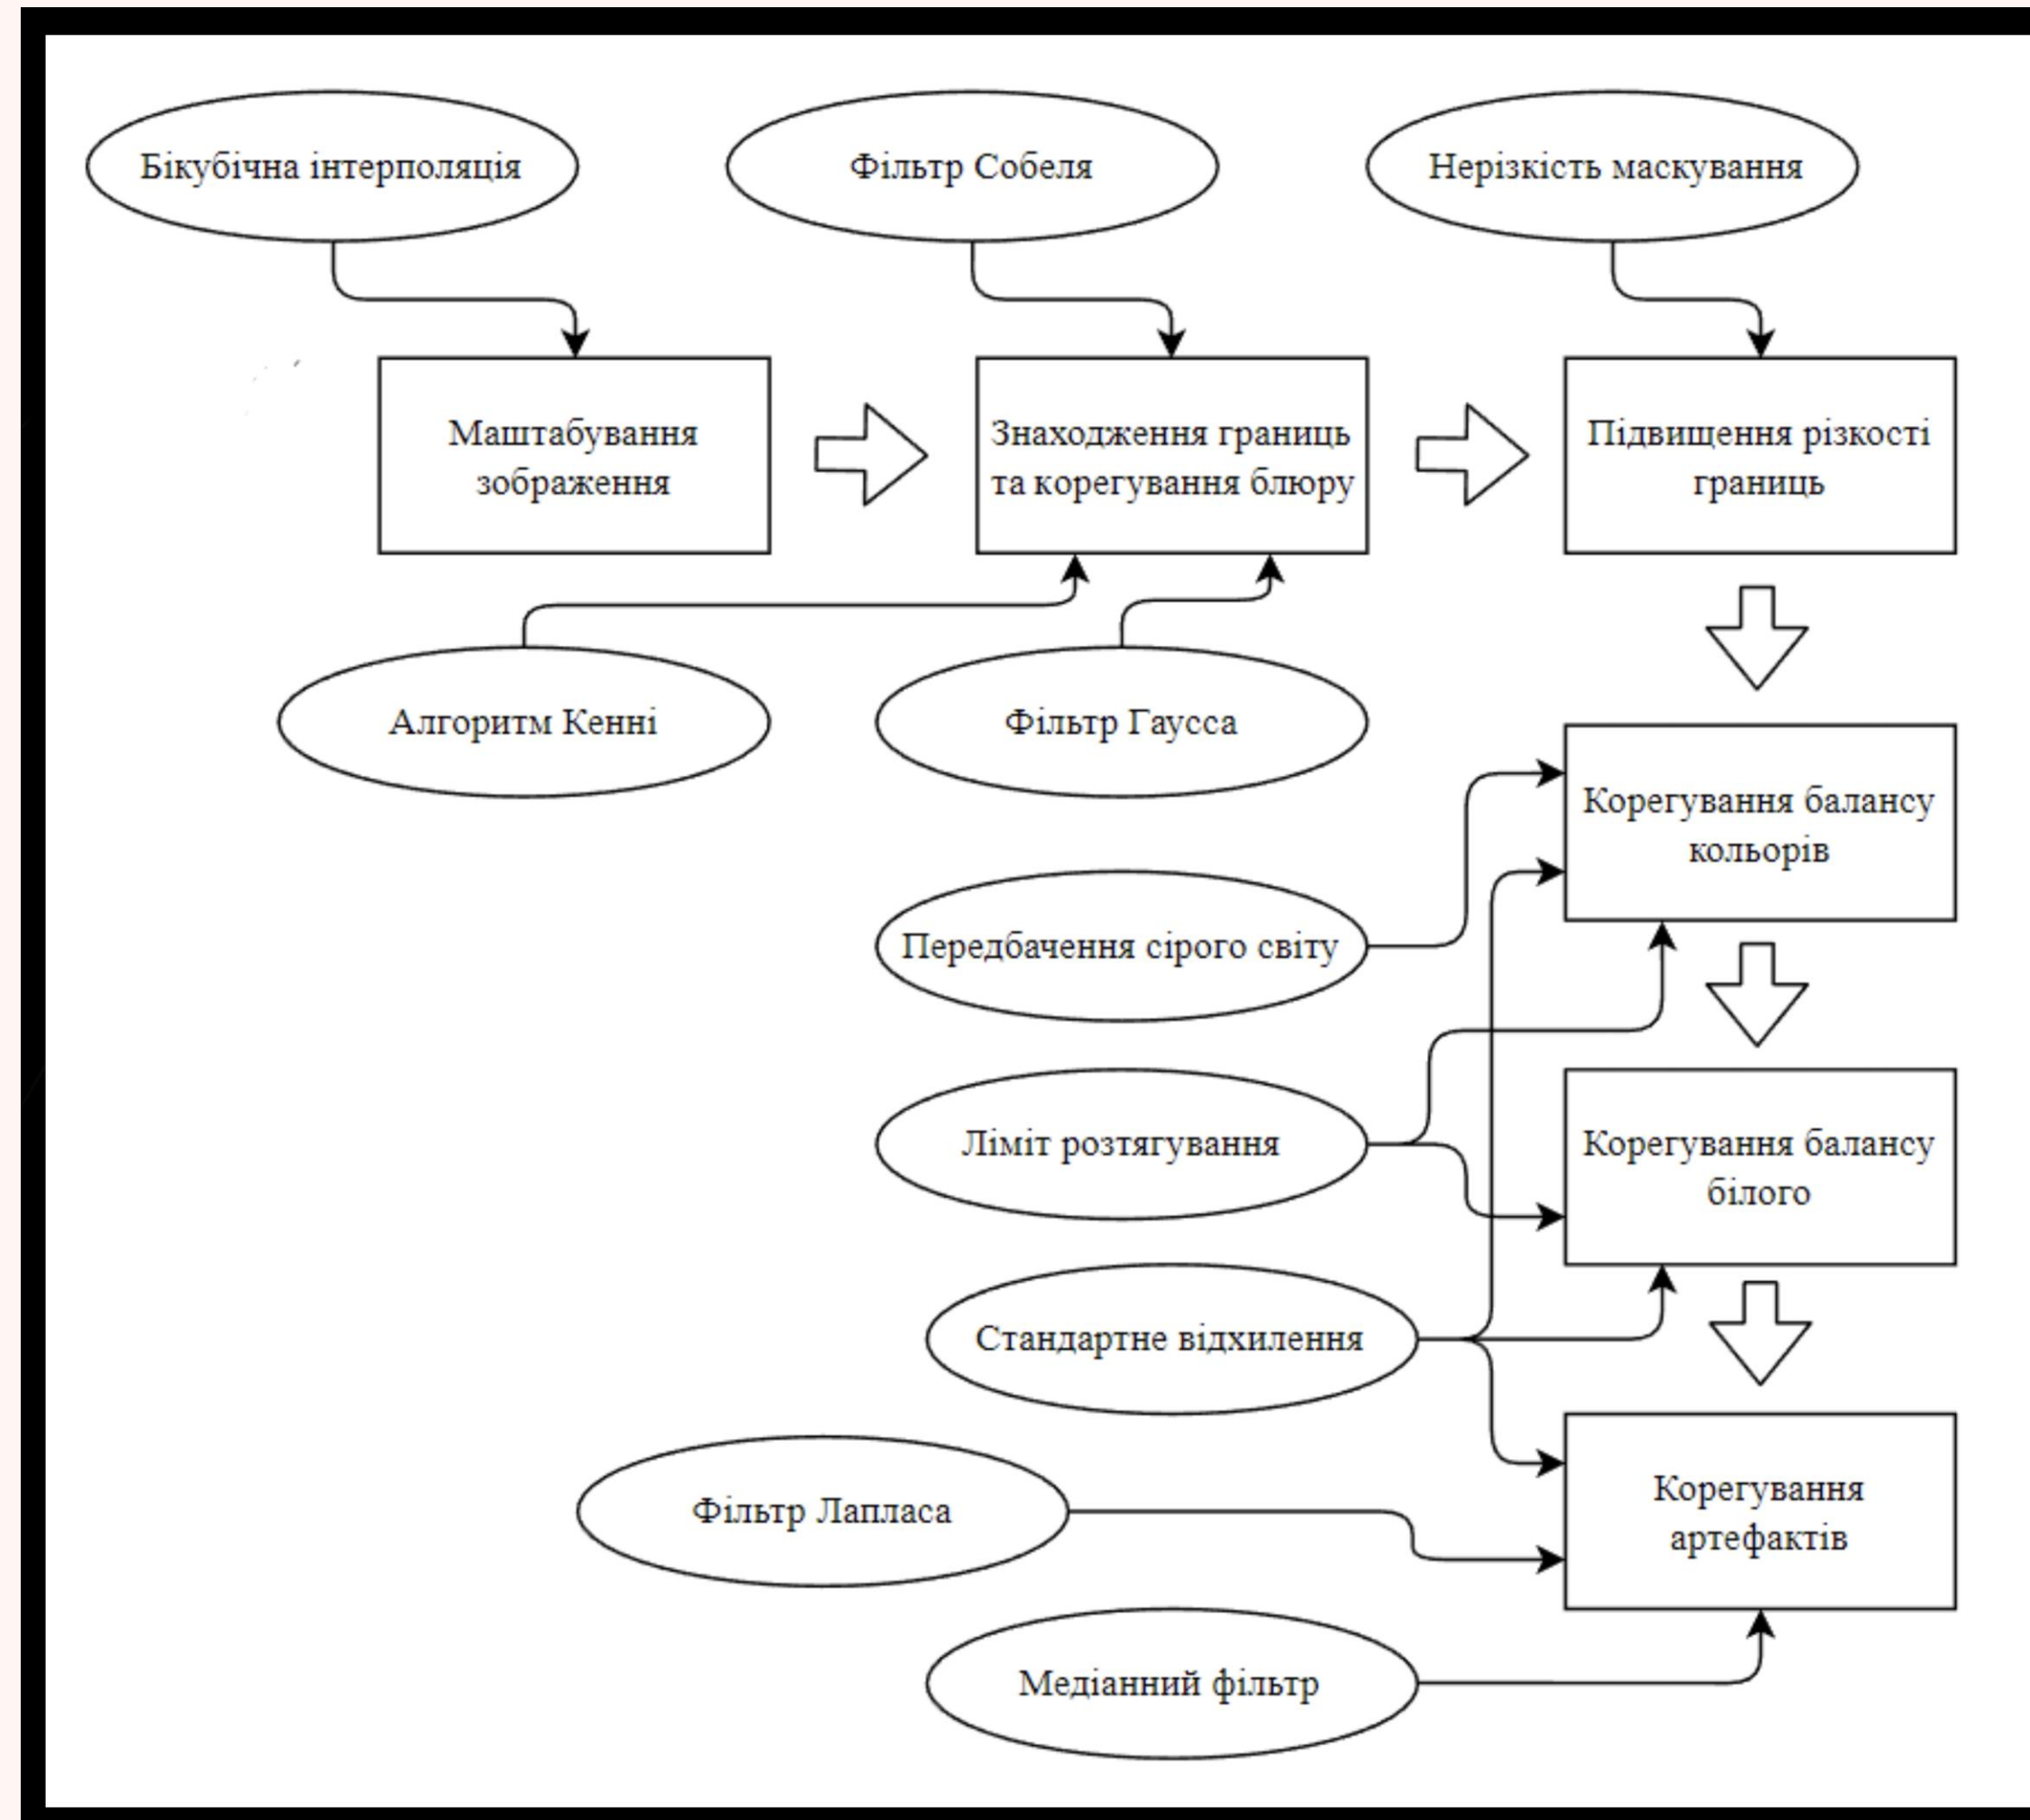 Бікубічна інтерполяція
Фільтр Собеля
Нерізкість маскування
Маштабування
зображення
Знаходження границь
та корегування блюру
Підвищення різкості
границь
Алгоритм Кенні
Фільтр Гаусса
Корегування балансу
кольорів
Передбачення сірого світу
Ліміт розтягування
Корегування балансу
білого
Стандартне відхилення
Фільтр Лапласа
Корегування
артефактів
Медіанний фільтр